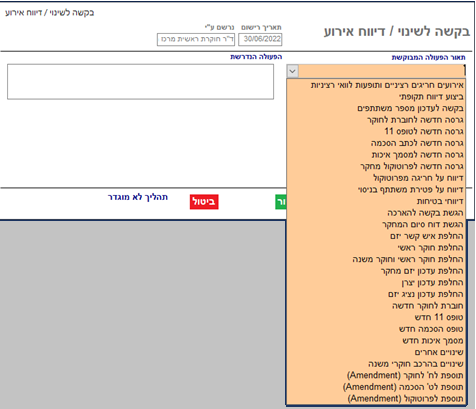 בקשה לשינוי / דיווח אירוע
בקשה לשינוי / דיווח אירוע
תאריך רישום
נרשם ע"י
30/06/2022
ד"ר חוקרת ראשית מרכז
תאור הפעולה המבוקשת
הפעולה הנדרשת
אירועים חריגים רציניים ותופעות לוואי רציניות
ביצוע דיווח תקופתי
בקשה לעדכון מספר משתתפים
גרסה חדשה לחוברת לחוקר
גרסה חדשה לטופס 11
גרסה חדשה לכתב הסכמה
גרסה חדשה למסמך איכות
גרסה חדשה לפרוטוקול מחקר
דיווח על חריגה מפרוטוקול
דיווח על פטירת משתתף בניסוי
דיווחי בטיחות
הגשת בקשה להארכה
הגשת דוח סיום המחקר
החלפת איש קשר יזם
החלפת חוקר ראשי
החלפת חוקר ראשי וחוקר משנה
החלפת עדכון יזם מחקר
החלפת עדכון יצרן
החלפת עדכון נציג יזם
חוברת לחוקר חדשה
טופס 11 חדש
טופס הסכמה חדש
מסמך איכות חדש
שינויים אחרים
שינויים בהרכב חוקרי משנה
תוספת לח' לחוקר (Amendment)
תוספת לט' הסכמה (Amendment)
תוספת לפרוטוקול (Amendment)
ביטול
תהליך לא מוגדר